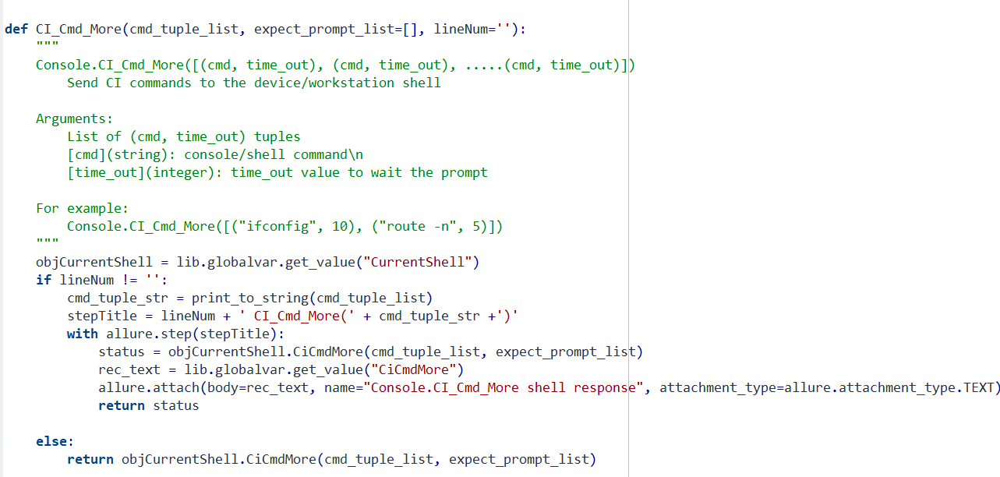 def CI_Cmd_More(cmd_tuple_list, expect_prompt_list=[], lineNum=''):
    """
    Console.CI_Cmd_More([(cmd, time_out), (cmd, time_out), .....(cmd, time_out)])
        Send CI commands to the device/workstation shell

    Arguments:
        List of (cmd, time_out) tuples
        [cmd](string): console/shell command\n
        [time_out](integer): time_out value to wait the prompt

    For example:
        Console.CI_Cmd_More([("ifconfig", 10), ("route -n", 5)])
    """
    objCurrentShell = lib.globalvar.get_value("CurrentShell")
    if lineNum != '':
        cmd_tuple_str = print_to_string(cmd_tuple_list)
        stepTitle = lineNum + ' CI_Cmd_More(' + cmd_tuple_str +')'
        with allure.step(stepTitle):
            status = objCurrentShell.CiCmdMore(cmd_tuple_list, expect_prompt_list)
            rec_text = lib.globalvar.get_value("CiCmdMore")
            allure.attach(body=rec_text, name="Console.CI_Cmd_More shell response", attachment_type=allure.attachment_type.TEXT)
            return status

    else:
        return objCurrentShell.CiCmdMore(cmd_tuple_list, expect_prompt_list)